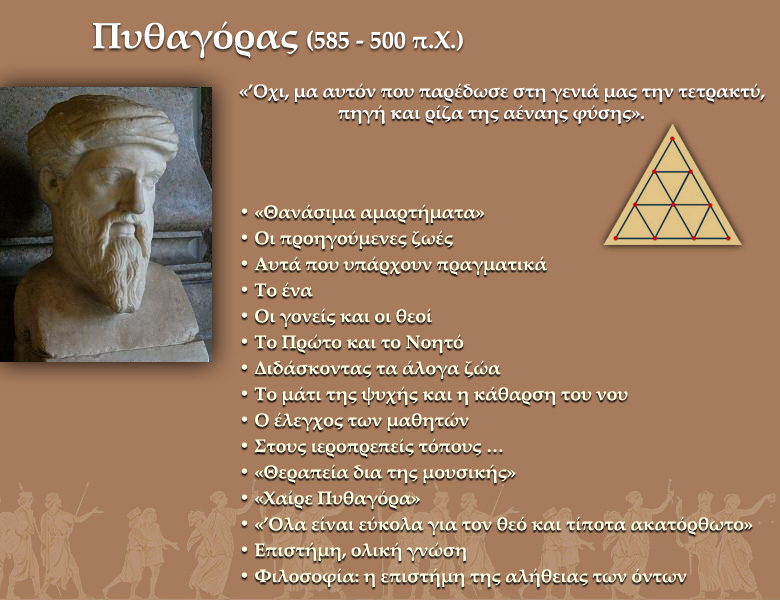 Πυθαγόρας (585 - 500 π.Χ.)
«Όχι, μα αυτόν που παρέδωσε στη γενιά μας την τετρακτύ,
πηγή και ρίζα της αέναης φύσης».
• «Θανάσιμα αμαρτήματα»
• Οι προηγούμενες ζωές
• Αυτά που υπάρχουν πραγματικά
• Το ένα
• Οι γονείς και οι θεοί
• Το Πρώτο και το Νοητό
• Διδάσκοντας τα άλογα ζώα
• Το μάτι της ψυχής και η κάθαρση του νου
• Ο έλεγχος των μαθητών
• Στους ιεροπρεπείς τόπους …
• «Θεραπεία δια της μουσικής»
• «Χαίρε Πυθαγόρα»
• «Όλα είναι εύκολα για τον θεό και τίποτα ακατόρθωτο»
• Επιστήμη, ολική γνώση
• Φιλοσοφία: η επιστήμη της αλήθειας των όντων